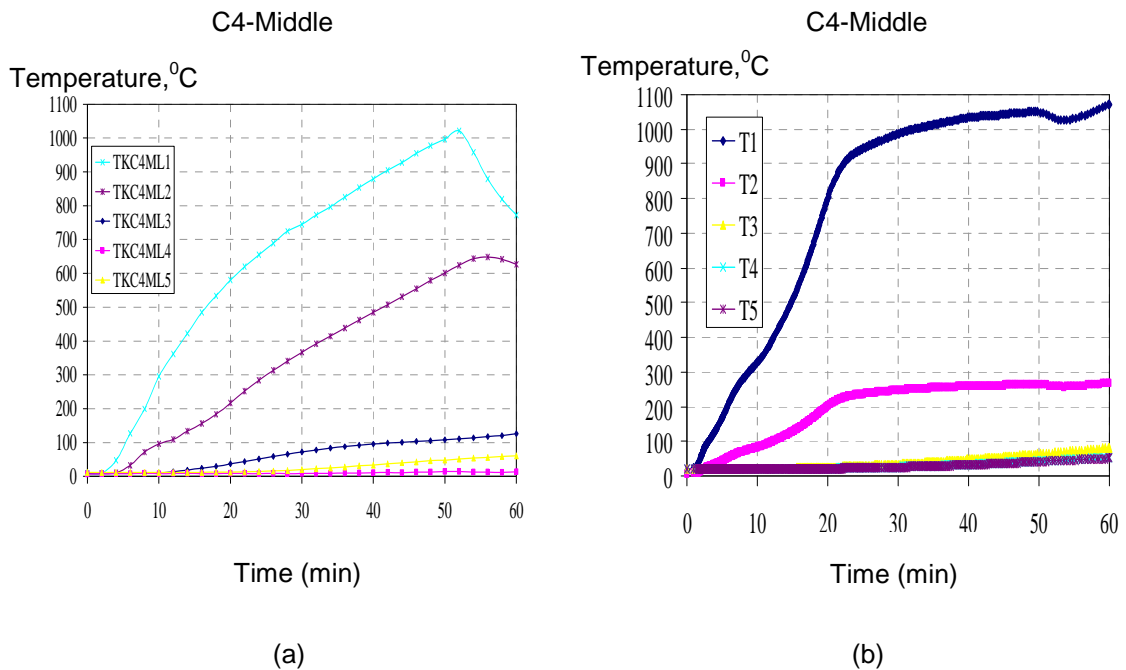 C4-Middle
Temperature,⁰C
1100
1000
900
800
700
600
500
400
300
200
100
0
TKC4ML1
TKC4ML2
TKC4ML3
TKC4ML4
TKC4ML5
0 10 20 30 40 50 60
Time (min)
(a)
C4-Middle
Temperature,⁰C
1100
1000
900
800
700
600
500
400
300
200
100
0
T1
T2
T3
T4
T5
0 10 20 30 40 50 60
Time (min)
(b)